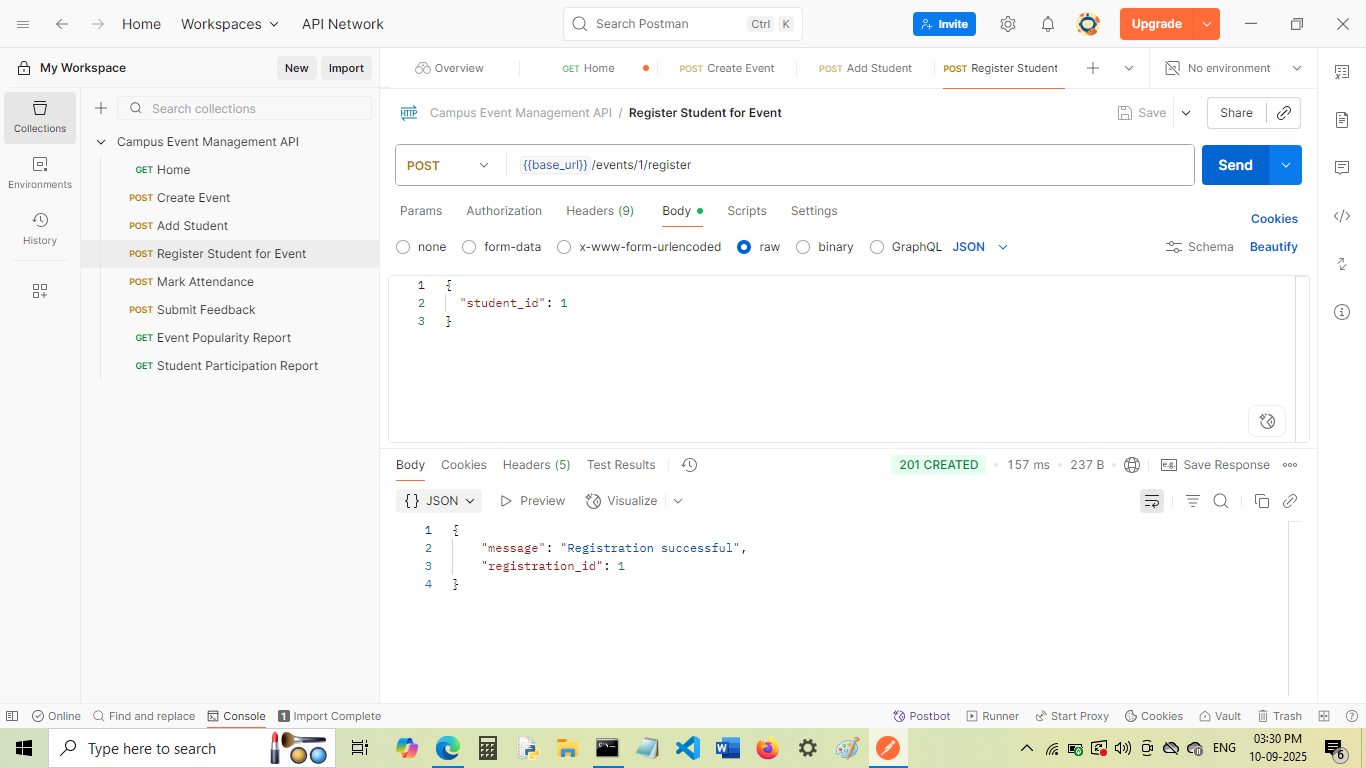 Home Workspaces API Network Search Postman Ctrl K Invite Upgrade
My Workspace New Import Overview GET Home POST Create Event POST Add Student POST Register Student No environment
Collections
Environments
History
Search collections
Campus Event Management API
GET Home
POST Create Event
POST Add Student
POST Register Student for Event
POST Mark Attendance
POST Submit Feedback
GET Event Popularity Report
GET Student Participation Report
HTTP Campus Event Management API / Register Student for Event Save Share
POST {{base_url}}/events/1/register Send
Params Authorization Headers (9) Body Scripts Settings Cookies
none form-data x-www-form-urlencoded raw binary GraphQL JSON Schema Beautify
1 {
2 "student_id": 1
3 }
Body Cookies Headers (5) Test Results 201 CREATED 157 ms 237 B e.g. Save Response
{} JSON Preview Visualize
1 {
2 "message": "Registration successful",
3 "registration_id": 1
4 }
Online Find and replace Console 1 Import Complete Postbot Runner Start Proxy Cookies Vault Trash
Type here to search ENG 03:30 PM
10-09-2025 6